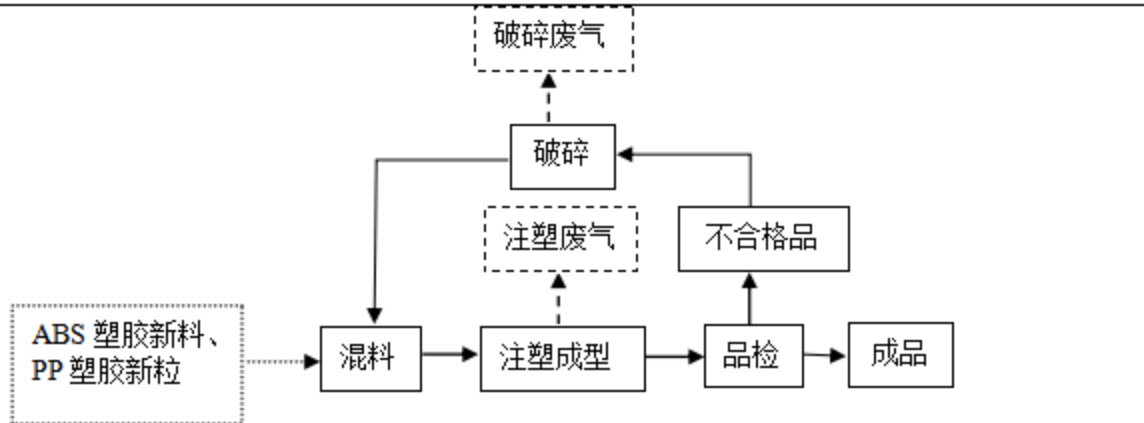 破碎废气
破碎
注塑废气
不合格品
ABS 塑胶新料、
PP 塑胶新粒
混料
注塑成型
品检
成品